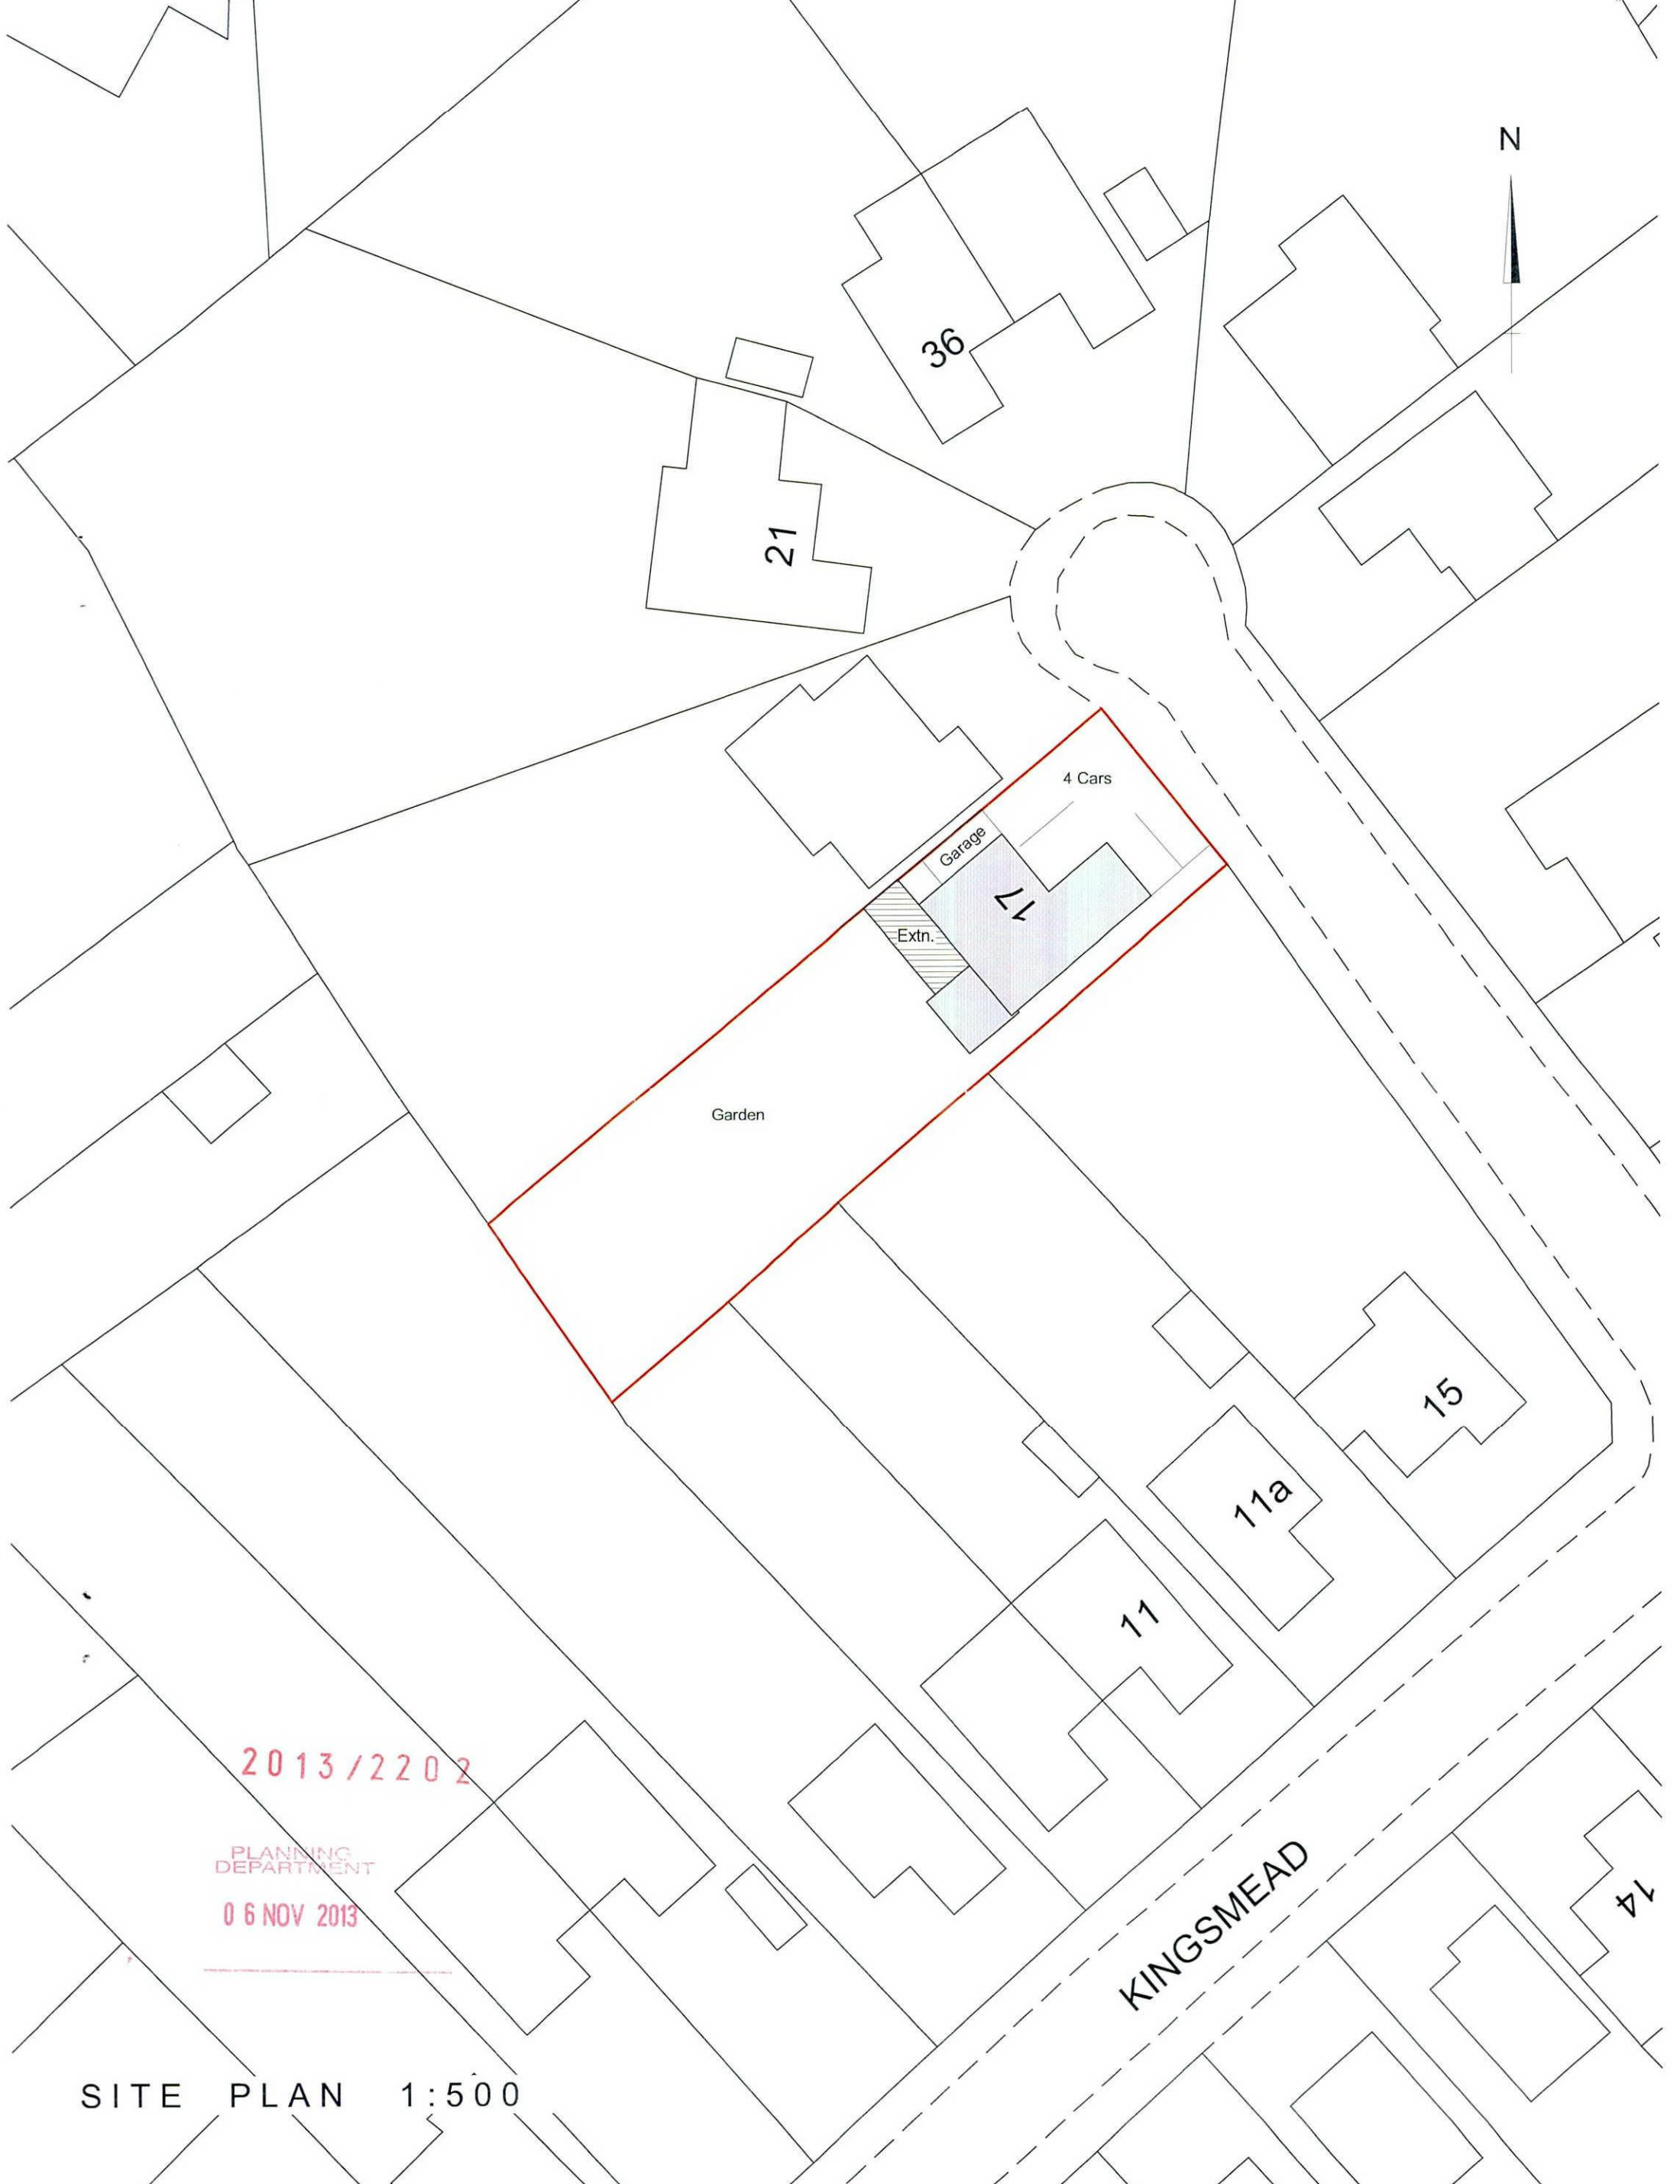 N
36
21
4 Cars
Garage
17
Extn.
Garden
15
11a
11
2013/2202
PLANNING
DEPARTMENT
06 NOV 2013
KINGSMEAD
14
SITE PLAN 1:500